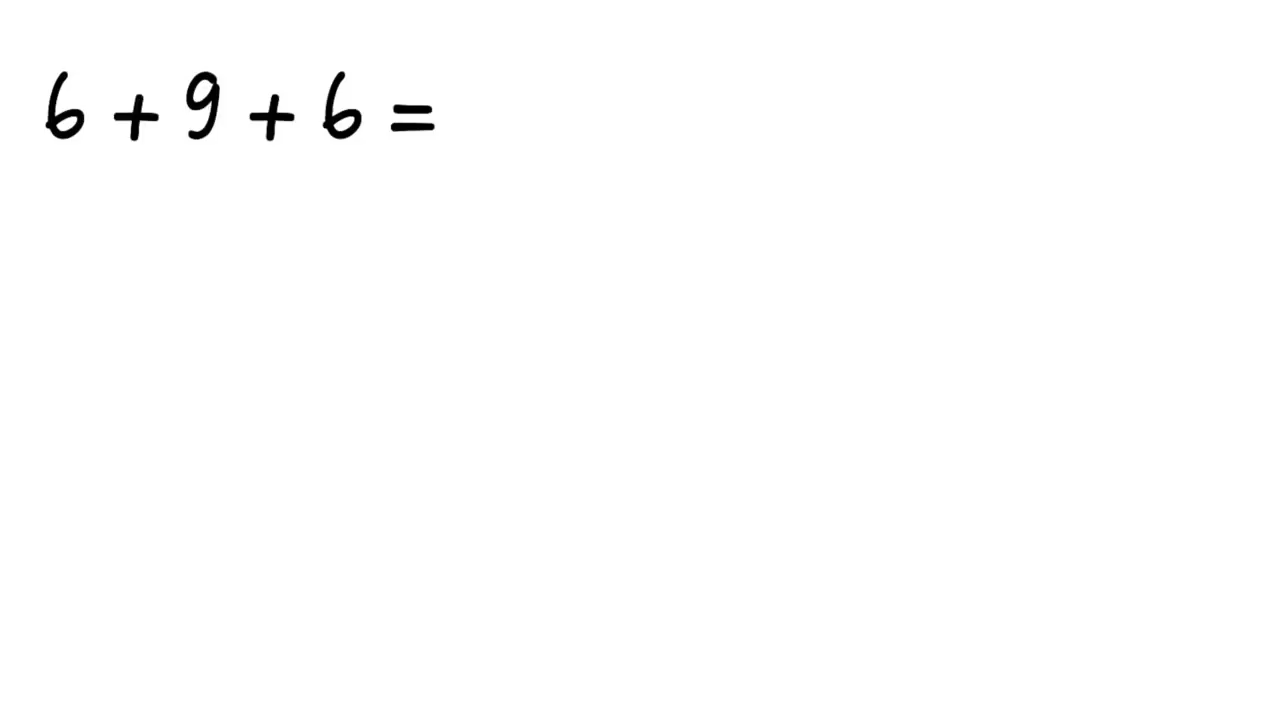 6 + 9 + 6 =